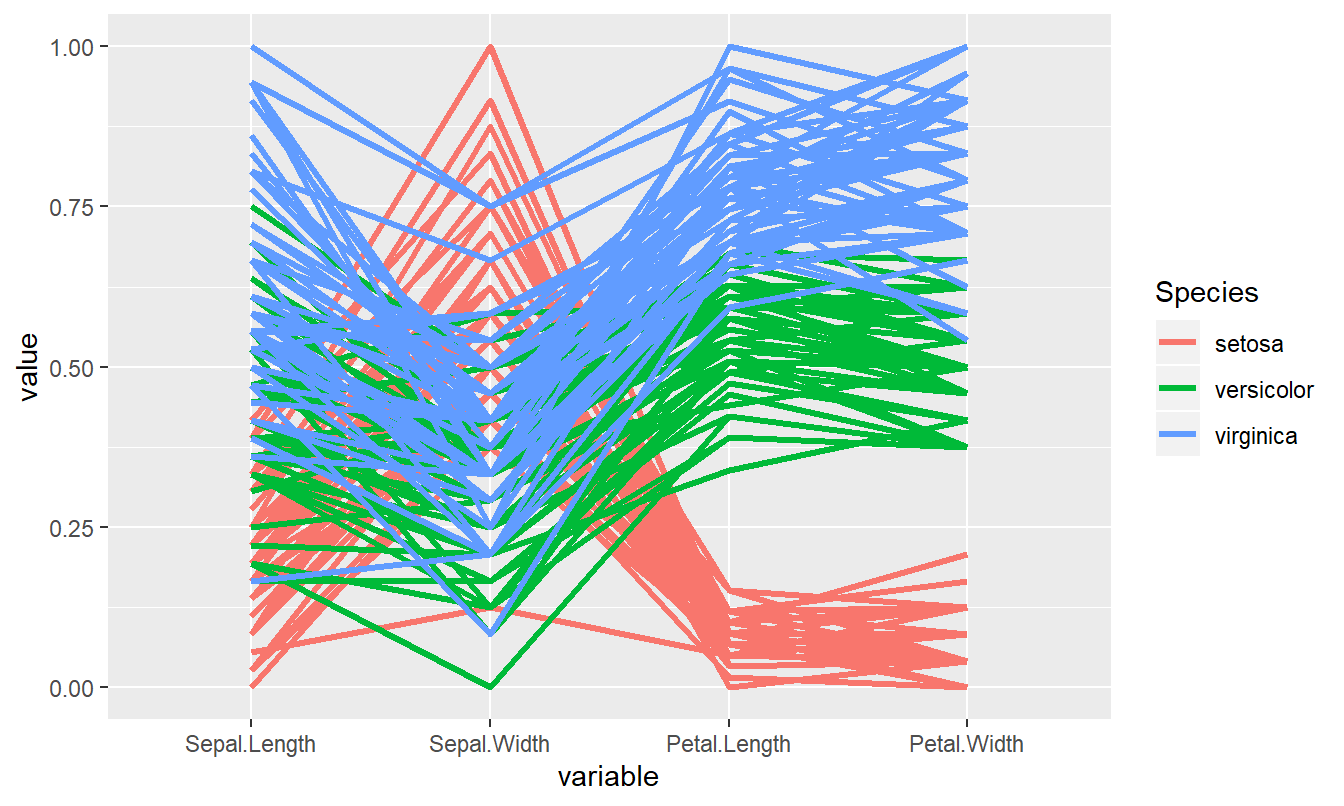 1.00
0.75
0.50
0.25
0.00
value
Sepal.Length Sepal.Width Petal.Length Petal.Width
variable
Species
setosa
versicolor
virginica